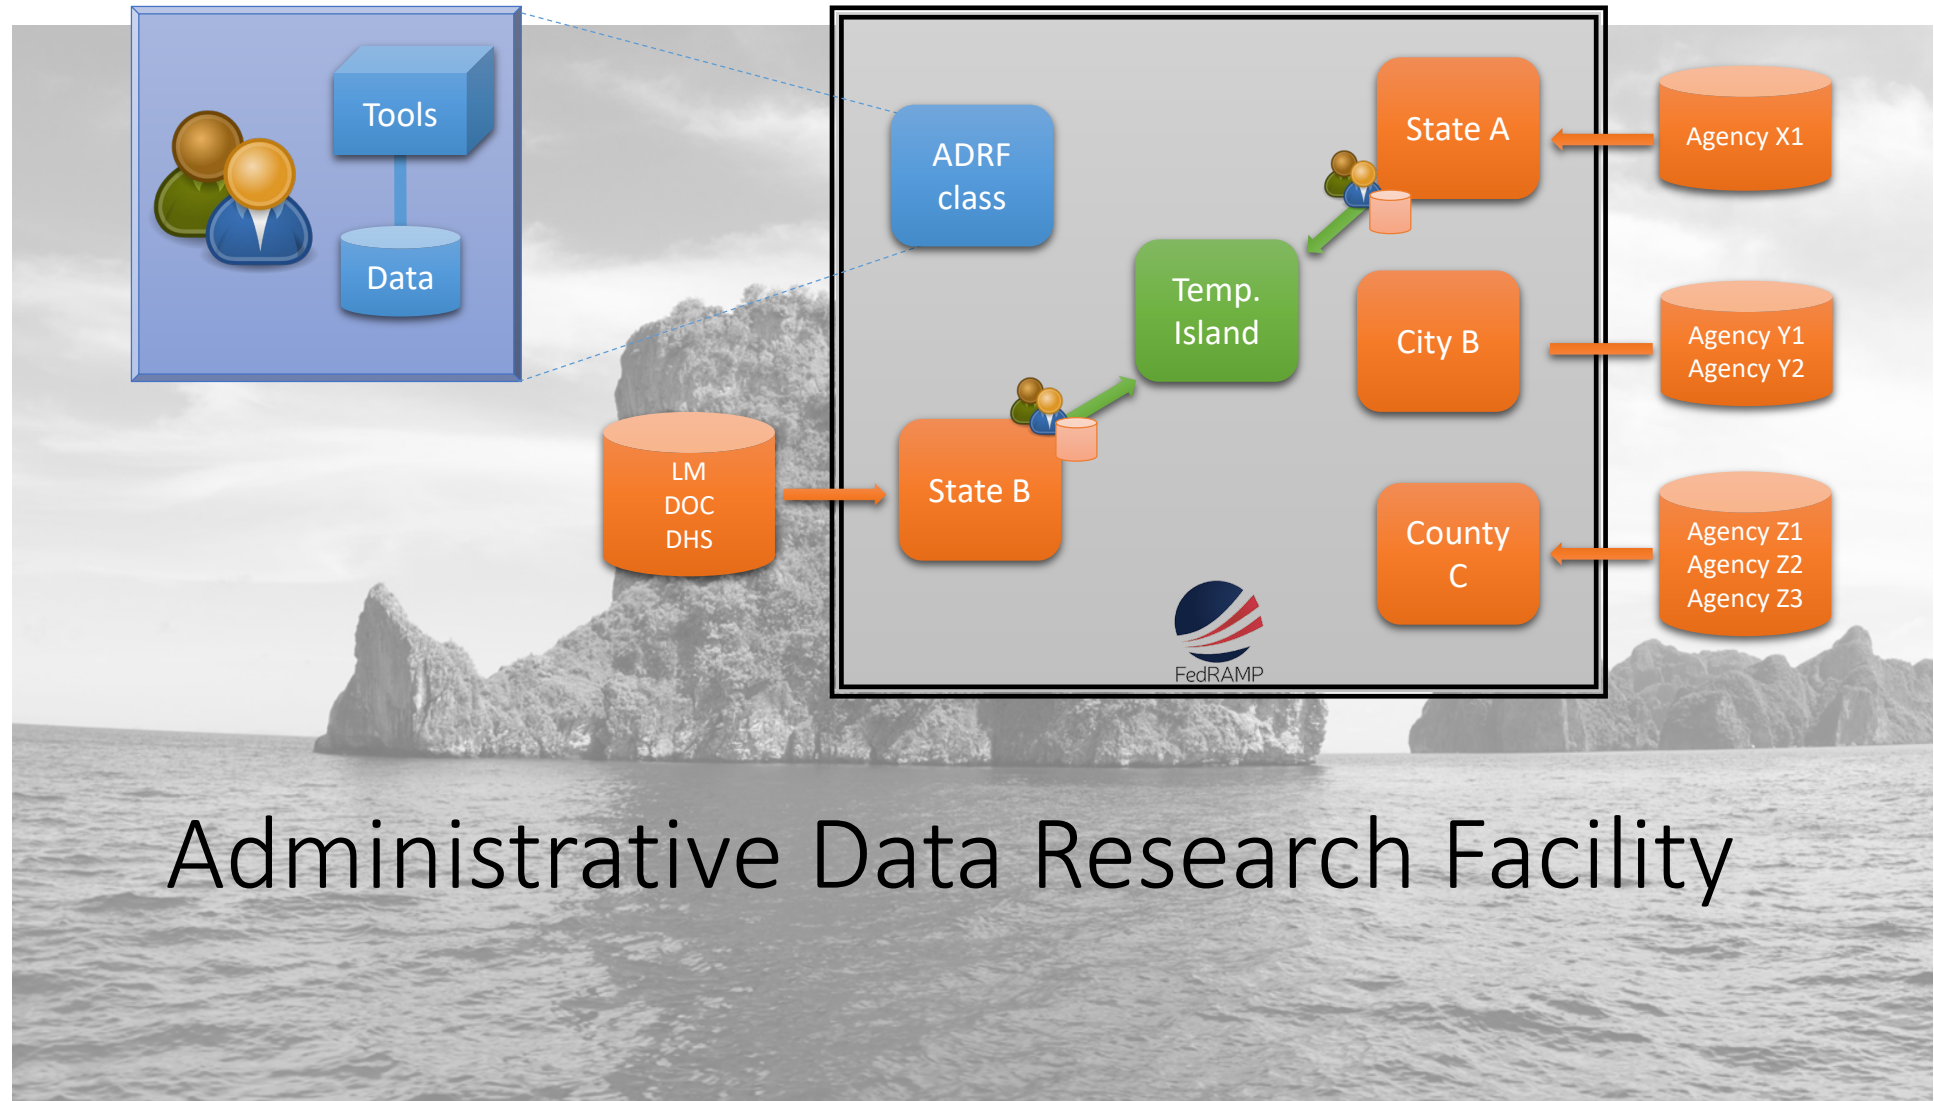 Tools
Data
ADRF
class
State A
Agency X1
Temp.
Island
City B
Agency Y1
Agency Y2
LM
DOC
DHS
State B
County
C
Agency Z1
Agency Z2
Agency Z3
FedRAMP
Administrative Data Research Facility